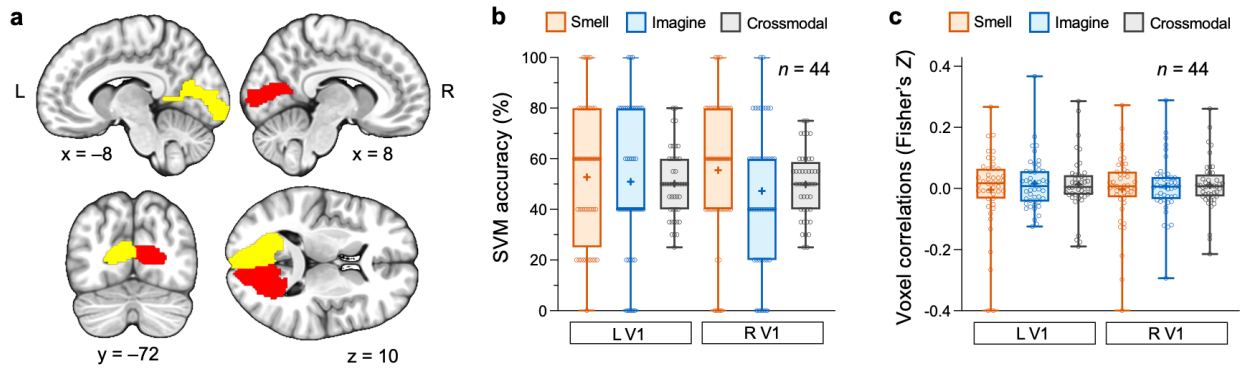 a
L
R
x = –8
x = 8
y = –72
z = 10
b
Smell
Imagine
Crossmodal
n = 44
SVM accuracy (%)
100
80
60
40
20
0
L V1
R V1
c
Smell
Imagine
Crossmodal
n = 44
Voxel correlations (Fisher's Z)
0.4
0.2
0.0
-0.2
-0.4
L V1
R V1